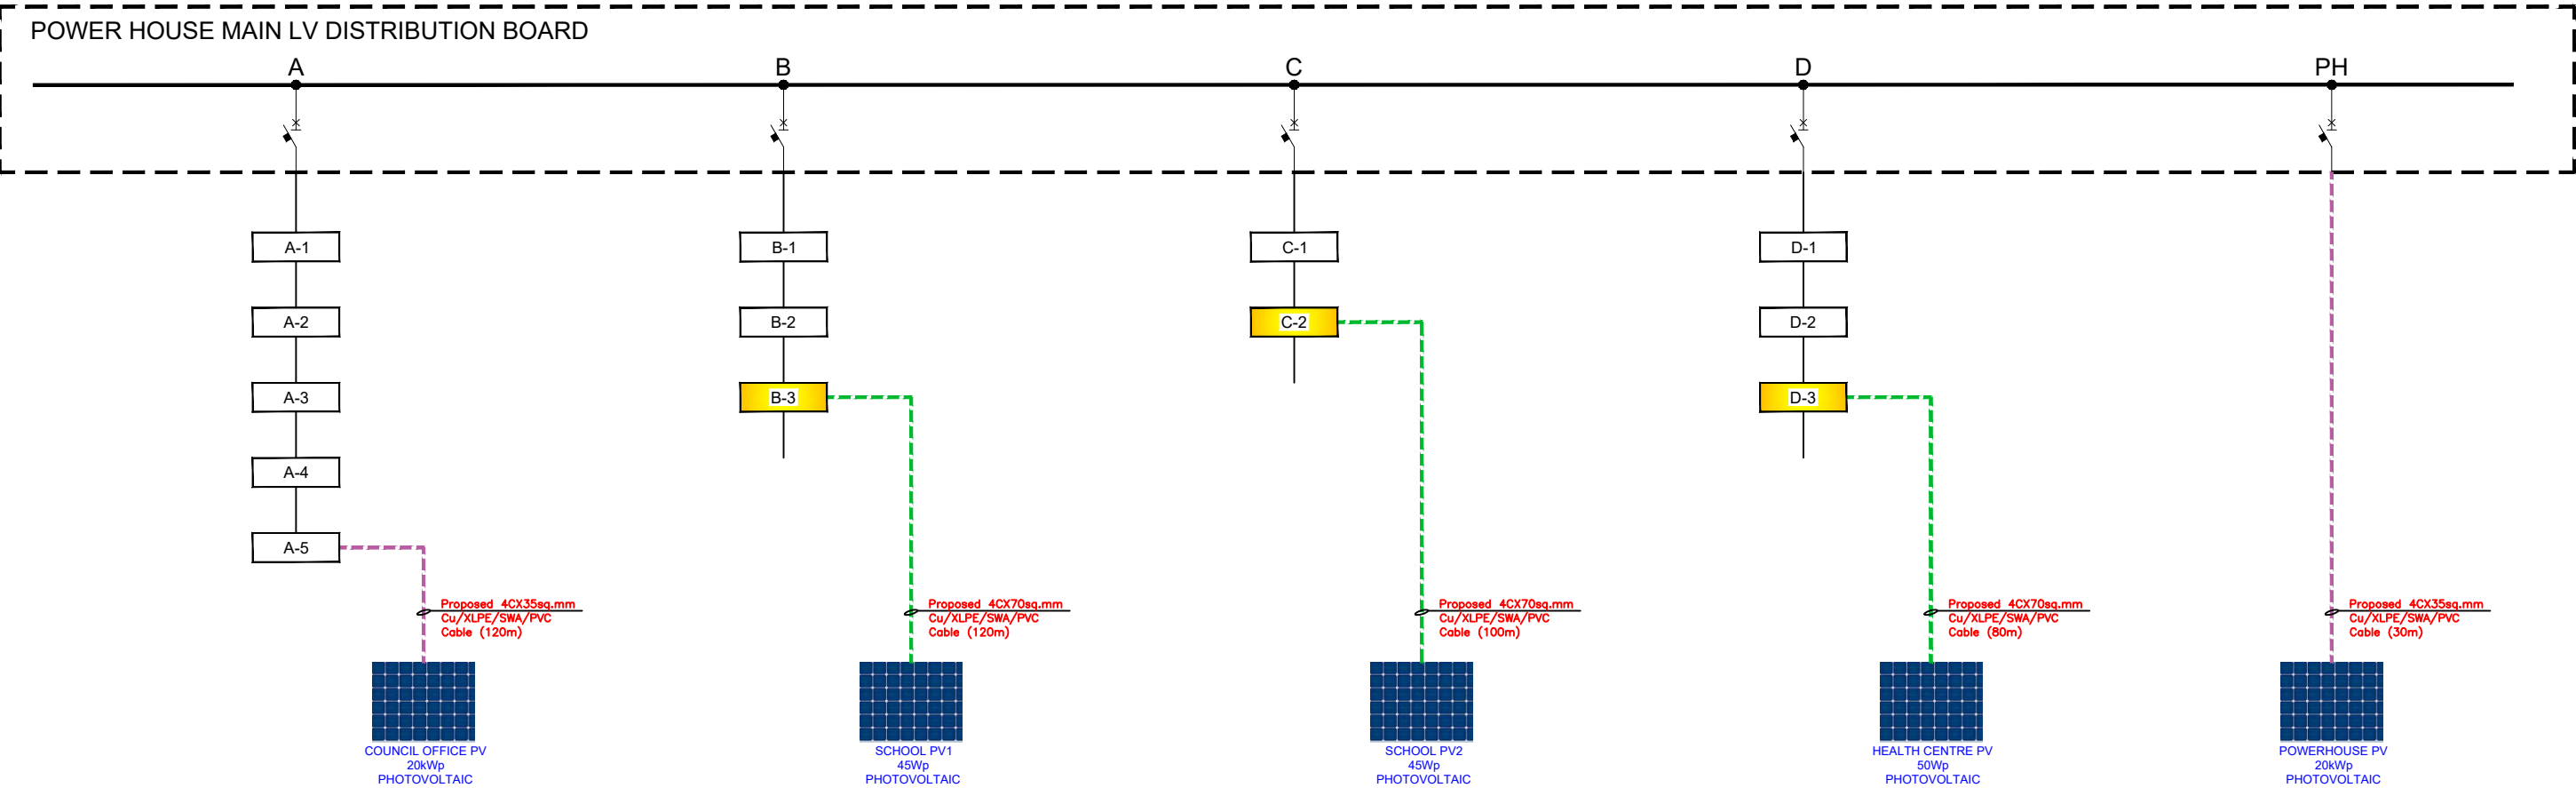 POWER HOUSE MAIN LV DISTRIBUTION BOARD
A
B
C
D
PH
A-1
B-1
C-1
D-1
A-2
B-2
C-2
D-2
A-3
B-3
D-3
A-4
A-5
Proposed 4CX35sq.mm
Cu/XLPE/SWA/PVC
Cable (120m)
Proposed 4CX70sq.mm
Cu/XLPE/SWA/PVC
Cable (120m)
Proposed 4CX70sq.mm
Cu/XLPE/SWA/PVC
Cable (100m)
Proposed 4CX70sq.mm
Cu/XLPE/SWA/PVC
Cable (80m)
Proposed 4CX35sq.mm
Cu/XLPE/SWA/PVC
Cable (30m)
COUNCIL OFFICE PV
20kWp
PHOTOVOLTAIC
SCHOOL PV1
45Wp
PHOTOVOLTAIC
SCHOOL PV2
45Wp
PHOTOVOLTAIC
HEALTH CENTRE PV
50Wp
PHOTOVOLTAIC
POWERHOUSE PV
20kWp
PHOTOVOLTAIC